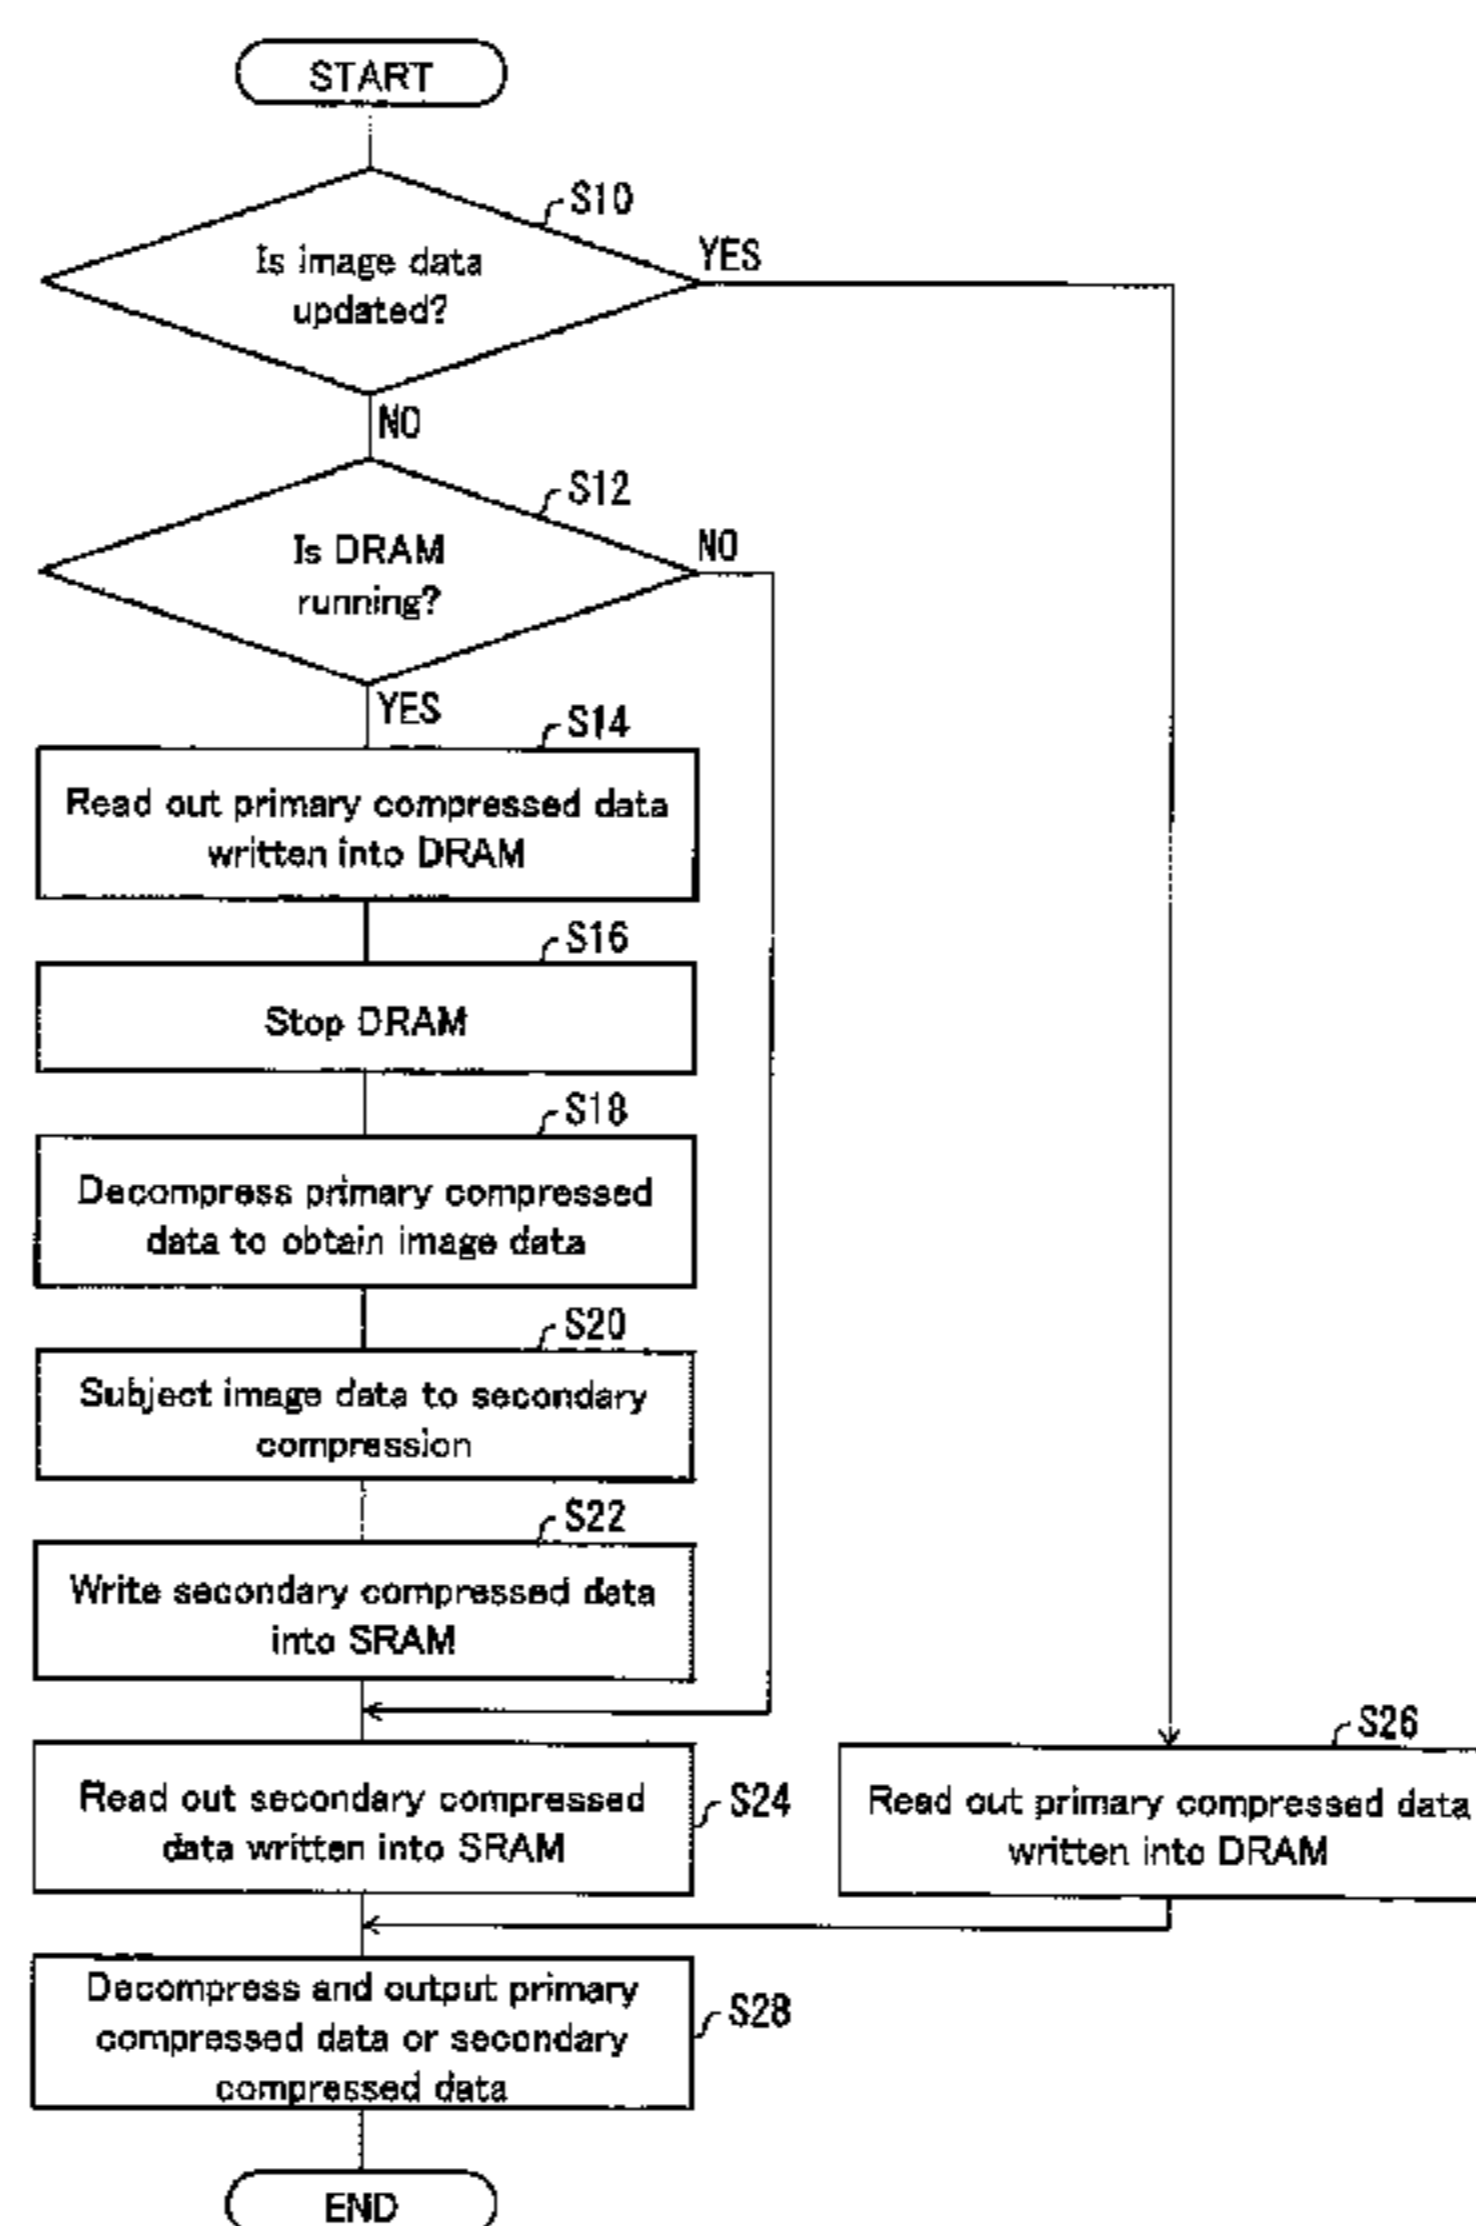 START
S10
Is image data
updated?
YES
NO
S12
Is DRAM
running?
NO
YES
S14
Read out primary compressed data
written into DRAM
S16
Stop DRAM
S18
Decompress primary compressed
data to obtain image data
S20
Subject image data to secondary
compression
S22
Write secondary compressed data
into SRAM
Read out secondary compressed
data written into SRAM
S24
S26
Read out primary compressed data
written into DRAM
Decompress and output primary
compressed data or secondary
compressed data
S28
END